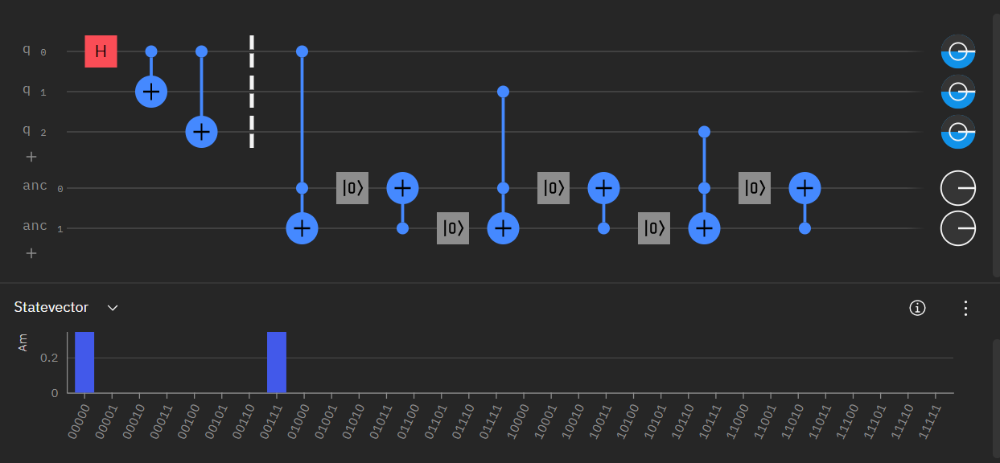 H
q 0
q 1
q 2
+
anc 0
|0⟩ |0⟩ |0⟩
anc 1
|0⟩ |0⟩
+
Statevector
Am
0.2
0
00000 00001 00010 00011 00100 00101 00110 00111 01000 01001 01010 01011 01100 01101 01110 01111 10000 10001 10010 10011 10100 10101 10110 10111 11000 11001 11010 11011 11100 11101 11110 11111